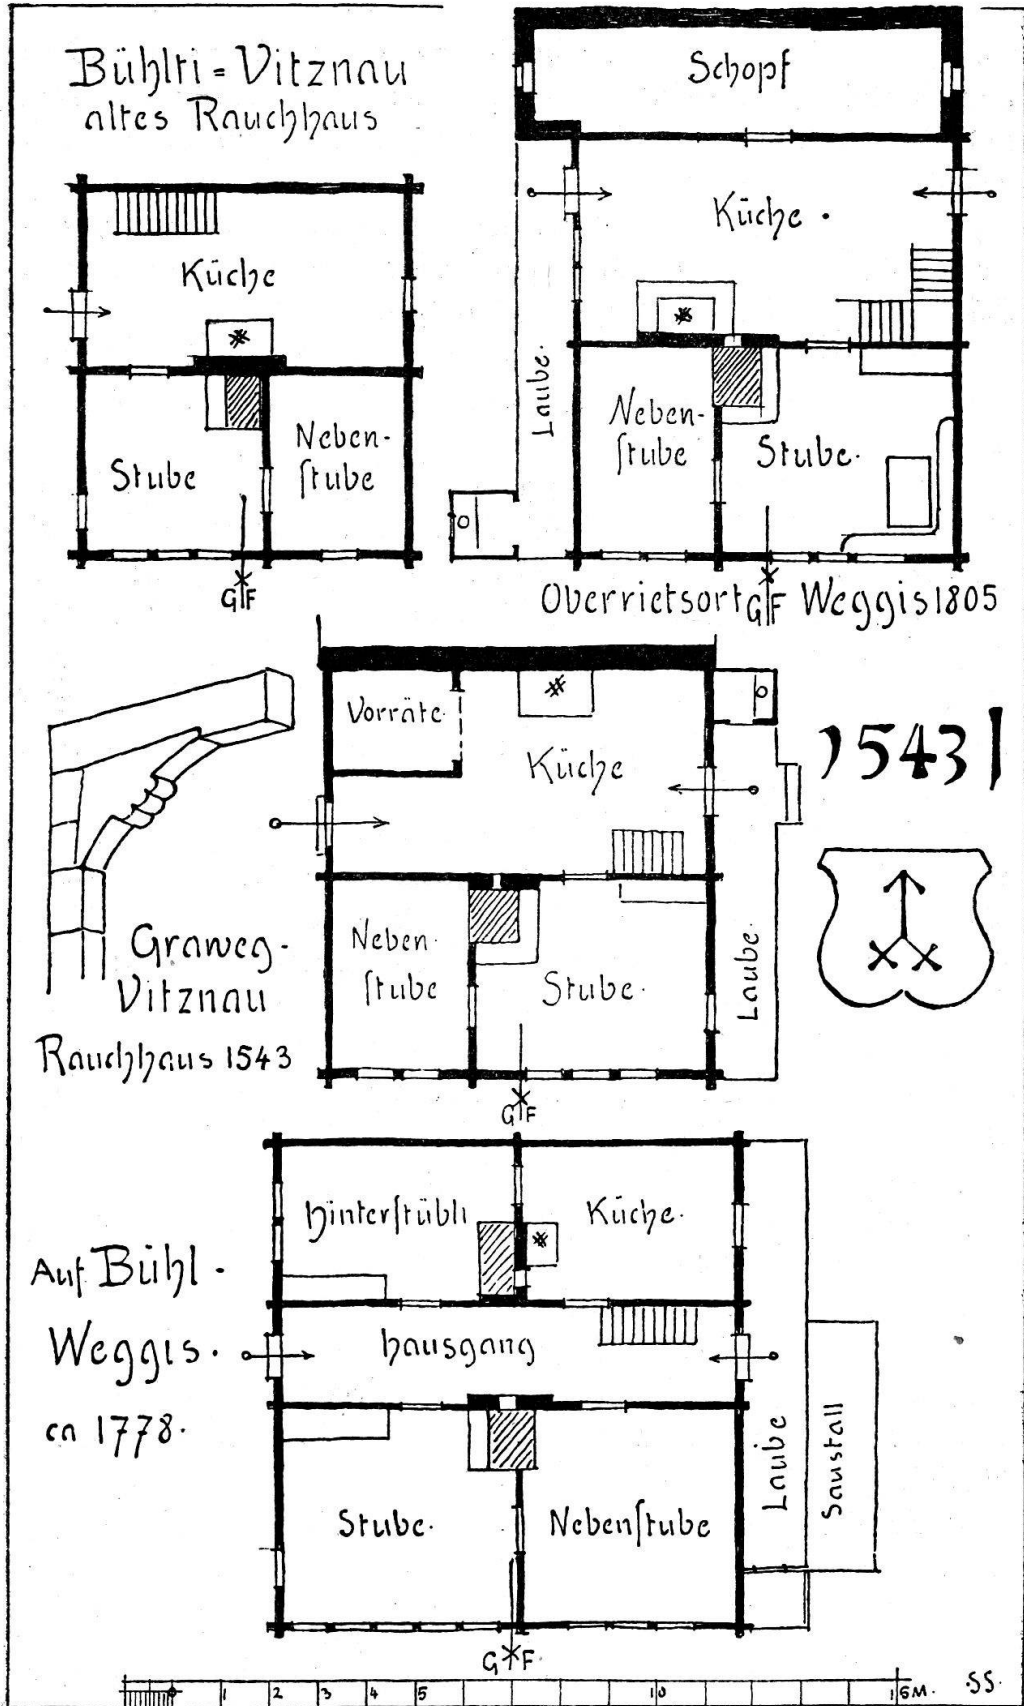 Bühlti = Vitznau
altes Rauchhaus
Küche
Stube
Neben-
stube
G F
Schopf
Küche.
Laube.
Neben-
stube
Stube.
Oberrietsort G F Weggis 1805
Vorräte.
Küche
Neben.
stube
Stube.
Laube.
G F
Graweg.
Vitznau
Rauchhaus 1543
1543
hinterstübli
Küche.
hausgang
Stube.
Nebenstube
Laube
Saustall
G F
Auf Bühl.
Weggis.
ca 1778.
1 2 3 4 5 10 15 M.
SS.